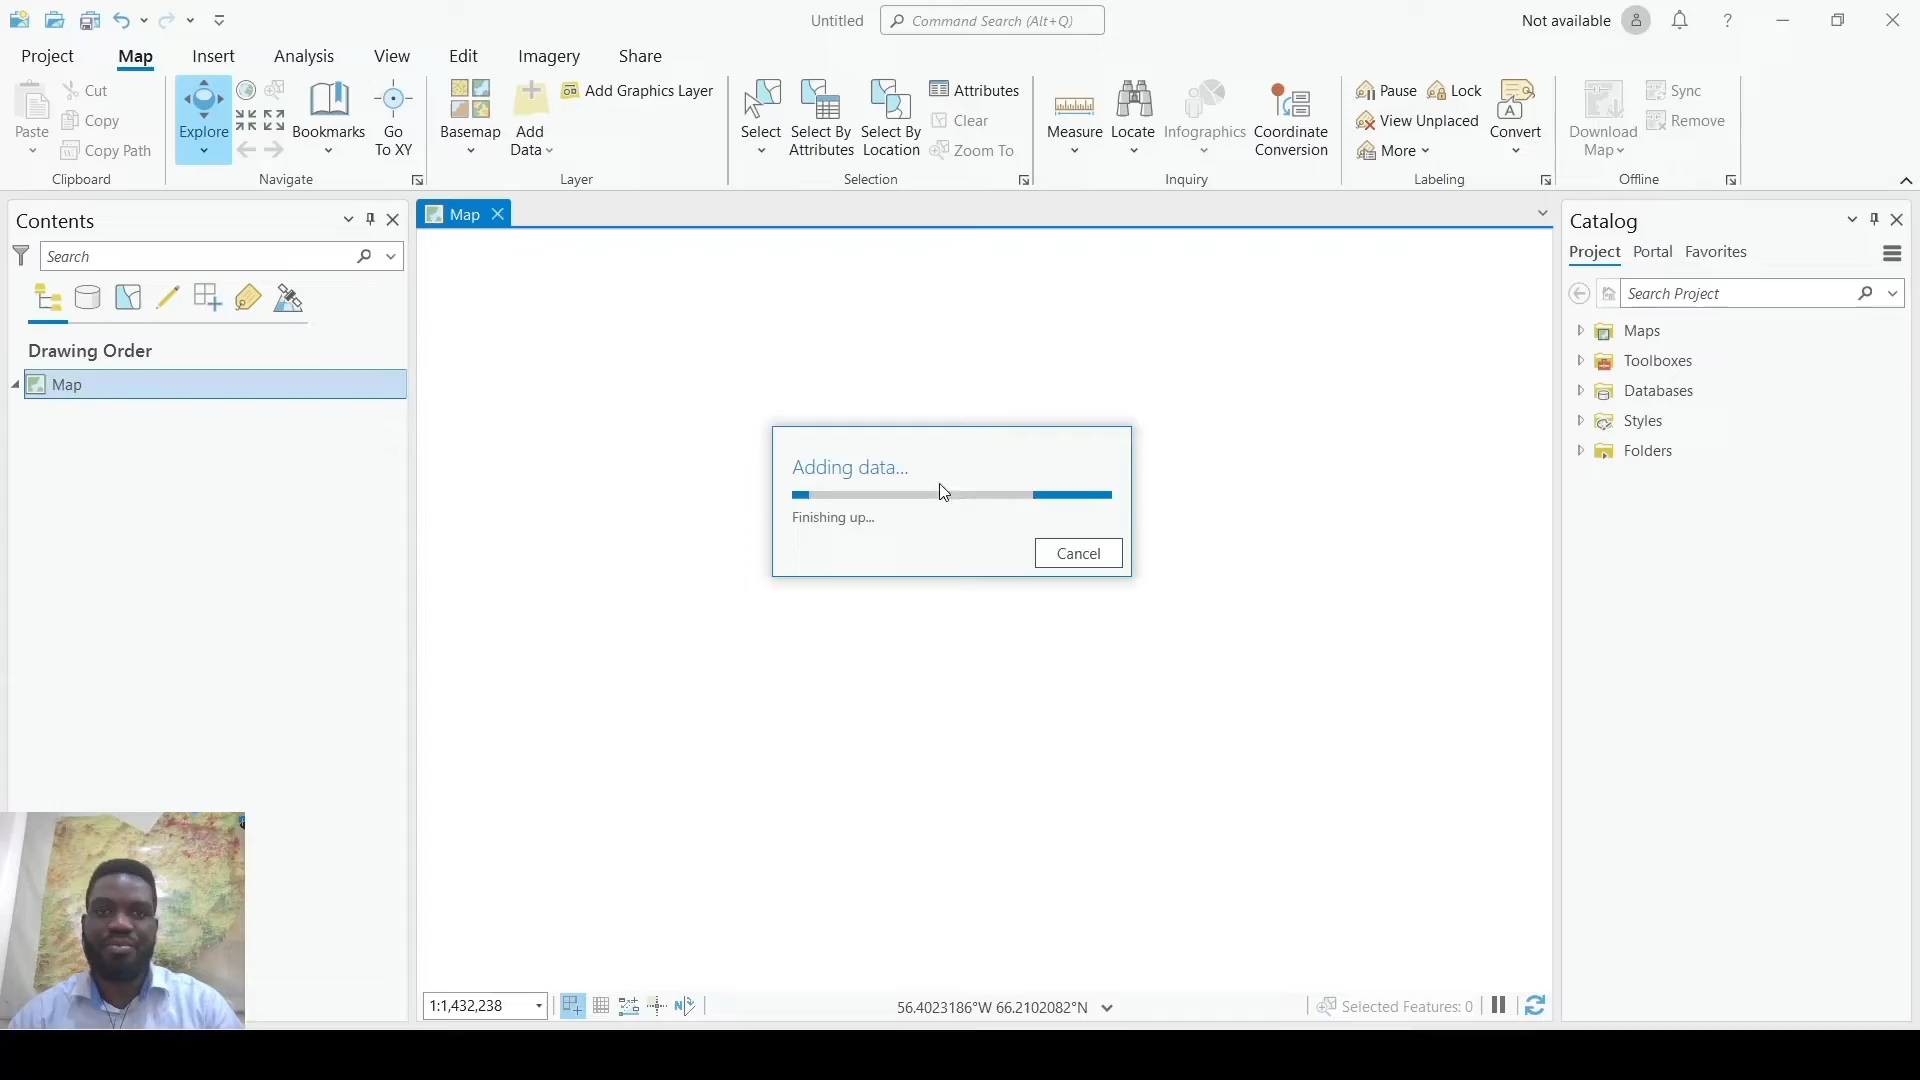 Untitled
Command Search (Alt+Q)
Not available
Project Map Insert Analysis View Edit Imagery Share
Paste
Cut
Copy
Copy Path
Clipboard
Explore
Bookmarks
Go
To XY
Navigate
Basemap
Add
Data
Add Graphics Layer
Layer
Select
Select By
Attributes
Select By
Location
Attributes
Clear
Zoom To
Selection
Measure
Locate
Infographics
Coordinate
Conversion
Inquiry
Pause
Lock
View Unplaced
More
Convert
Labeling
Download
Map
Sync
Remove
Offline
Contents
Search
Drawing Order
Map
Map
Adding data...
Finishing up...
Cancel
1:1,432,238
56.4023186°W 66.2102082°N
Selected Features: 0
Catalog
Project Portal Favorites
Search Project
Maps
Toolboxes
Databases
Styles
Folders